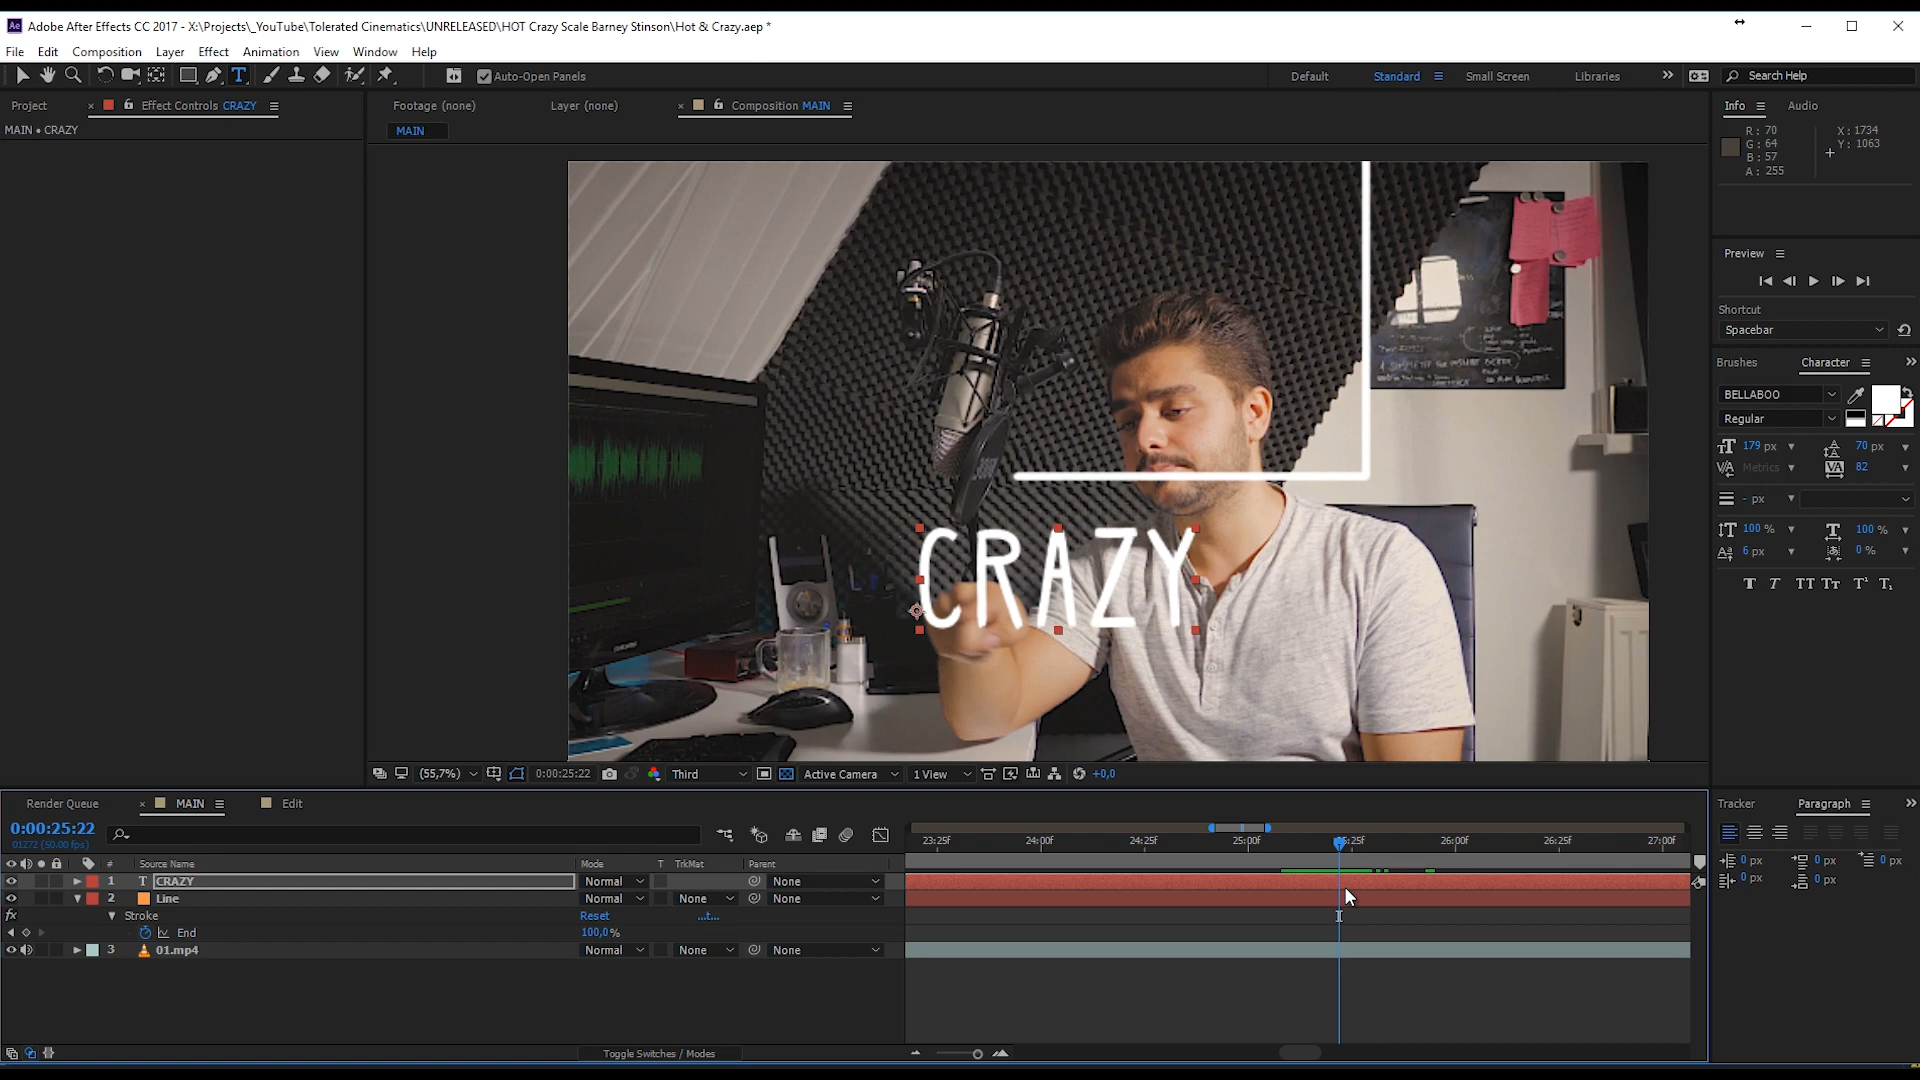 Adobe After Effects CC 2017 - X:\Projects\_YouTube\Tolerated Cinematics\UNRELEASED\HOT Crazy Scale Barney Stinson\Hot & Crazy.aep *
File Edit Composition Layer Effect Animation View Window Help
Auto-Open Panels Default Standard Small Screen Libraries Search Help
Project Effect Controls CRAZY Footage (none) Layer (none) Composition MAIN Info Audio
MAIN • CRAZY
MAIN
R: 70 X: 1734
G: 64 Y: 1063
B: 57
A: 255
Preview
Shortcut
Spacebar
Brushes Character
BELLABOO
Regular
179 px 70 px
Metrics 82
- px
100 % 100 %
6 px 0 %
CRAZY
(55,7%) 0:00:25:22 Third Active Camera 1 View +0,0
Render Queue MAIN Edit Tracker Paragraph
0:00:25:22
01272 (50.00 fps)
23:25f 24:00f 24:25f 25:00f 25:25f 26:00f 26:25f 27:00f
# Source Name Mode T TrkMat Parent
1 CRAZY Normal None
2 Line Normal None None
Stroke Reset ...t...
End 100,0%
3 01.mp4 Normal None None
0 px 0 px 0 px
0 px 0 px
Toggle Switches / Modes